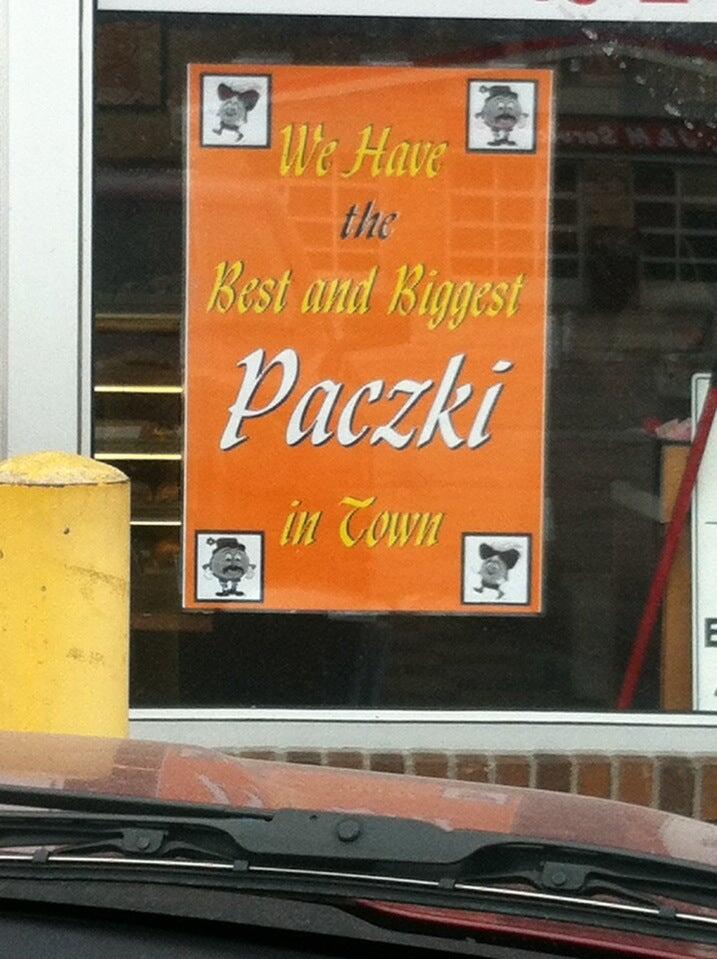 We Have
the
Best and Biggest
Paczki
in Town